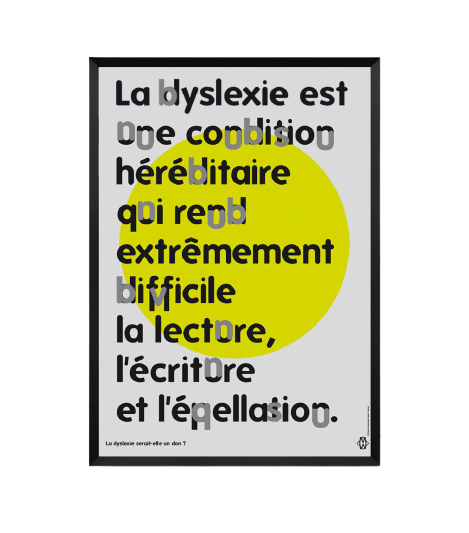 La dyslexie est
une condition
héréditaire
qui rend
extrêmement
difficile
la lecture,
l'écriture
et l'épellation.
La dyslexie serait-elle un don ?